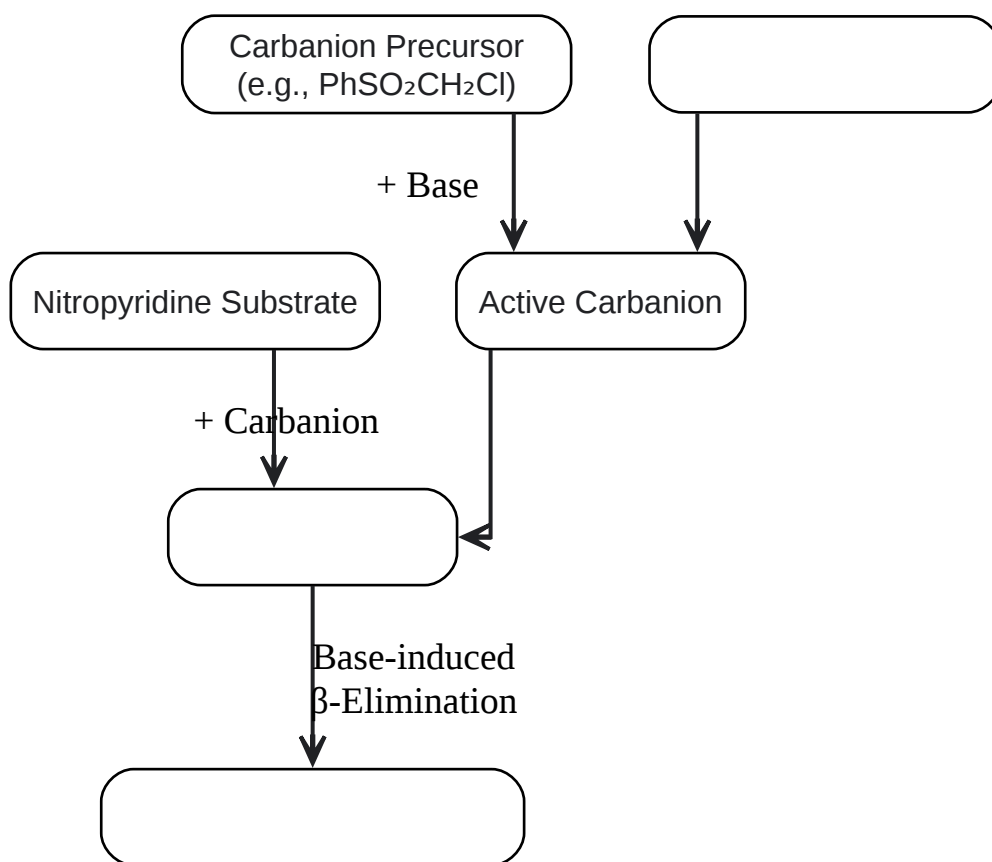 Carbanion Precursor
(e.g., PhSO₂CH₂Cl)
+ Base
Nitropyridine Substrate
Active Carbanion
+ Carbanion
Base-induced
β-Elimination